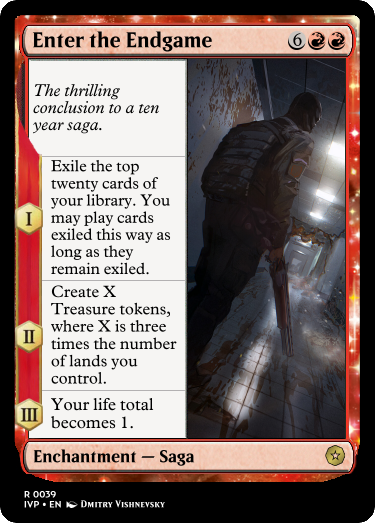 Enter the Endgame 6
The thrilling
conclusion to a ten
year saga.
I
Exile the top
twenty cards of
your library. You
may play cards
exiled this way as
long as they
remain exiled.
II
Create X
Treasure tokens,
where X is three
times the number
of lands you
control.
III
Your life total
becomes 1.
Enchantment — Saga
R 0039
IVP • EN Dmitry Vishnevsky